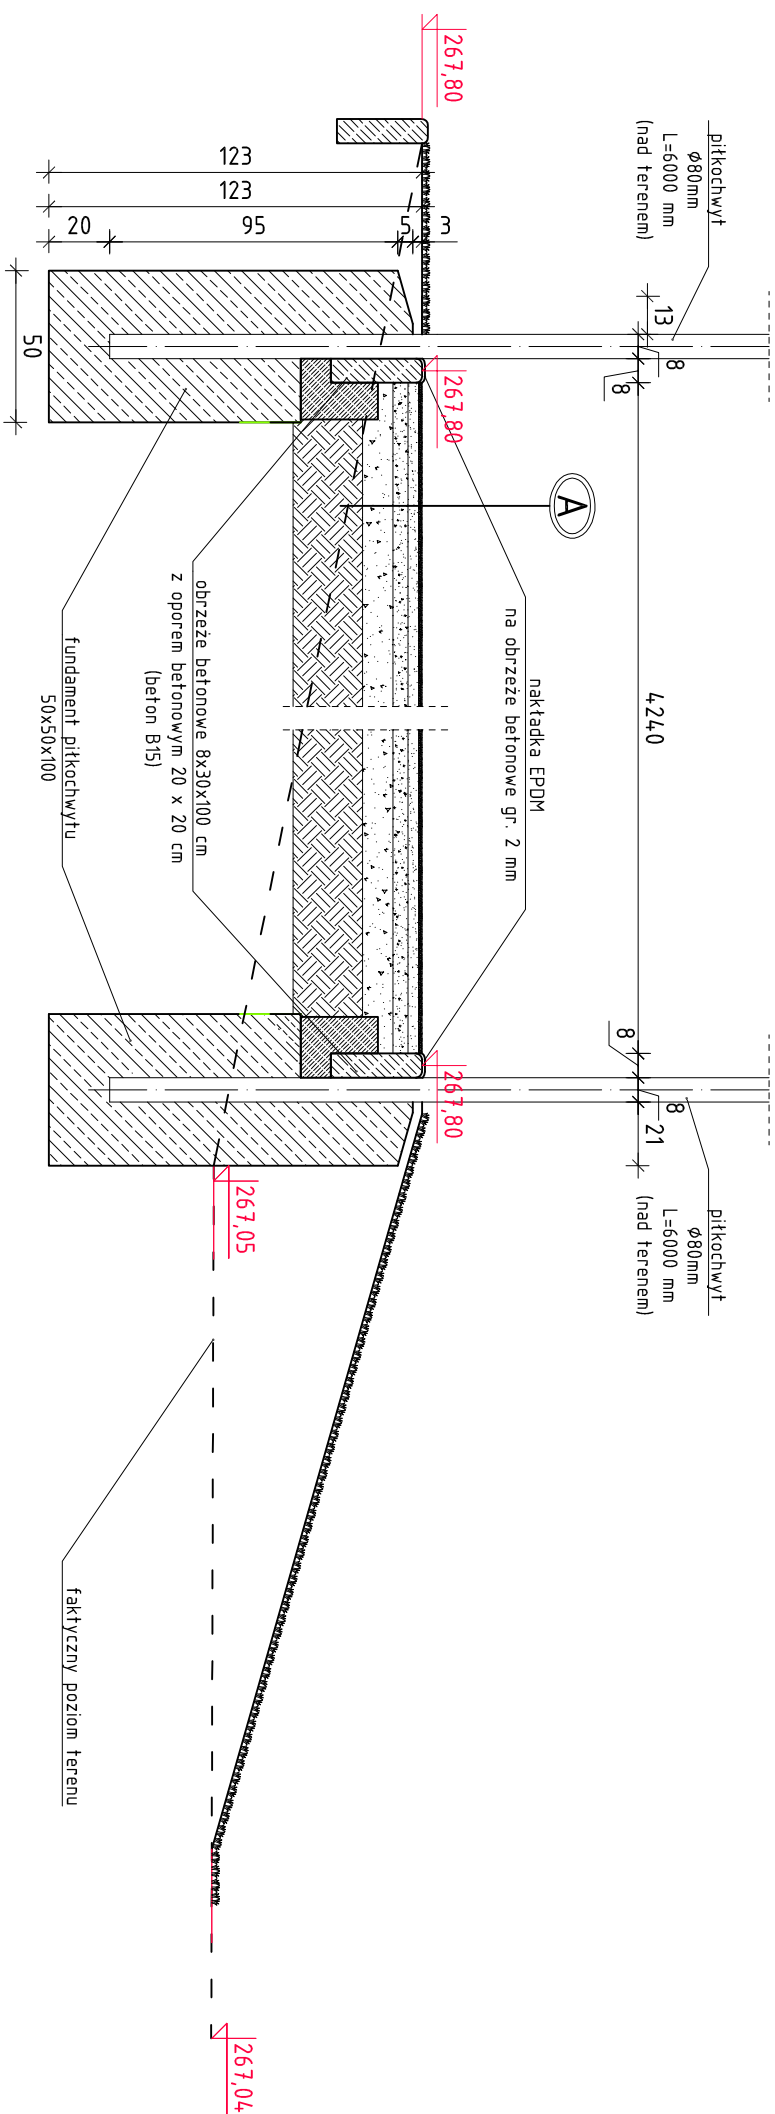 267,80
piłkochwyt
ø80mm
L=6000 mm
(nad terenem)
123
123
20
95
5
3
50
13
8
8
267,80
A
4240
nakładka EPDM
na obrzeże betonowe gr. 2 mm
obrzeże betonowe 8x30x100 cm
z oporem betonowym 20 x 20 cm
(beton B15)
fundament piłkochwytu
50x50x100
8
8
21
267,80
piłkochwyt
ø80mm
L=6000 mm
(nad terenem)
267,05
faktyczny poziom terenu
267,04